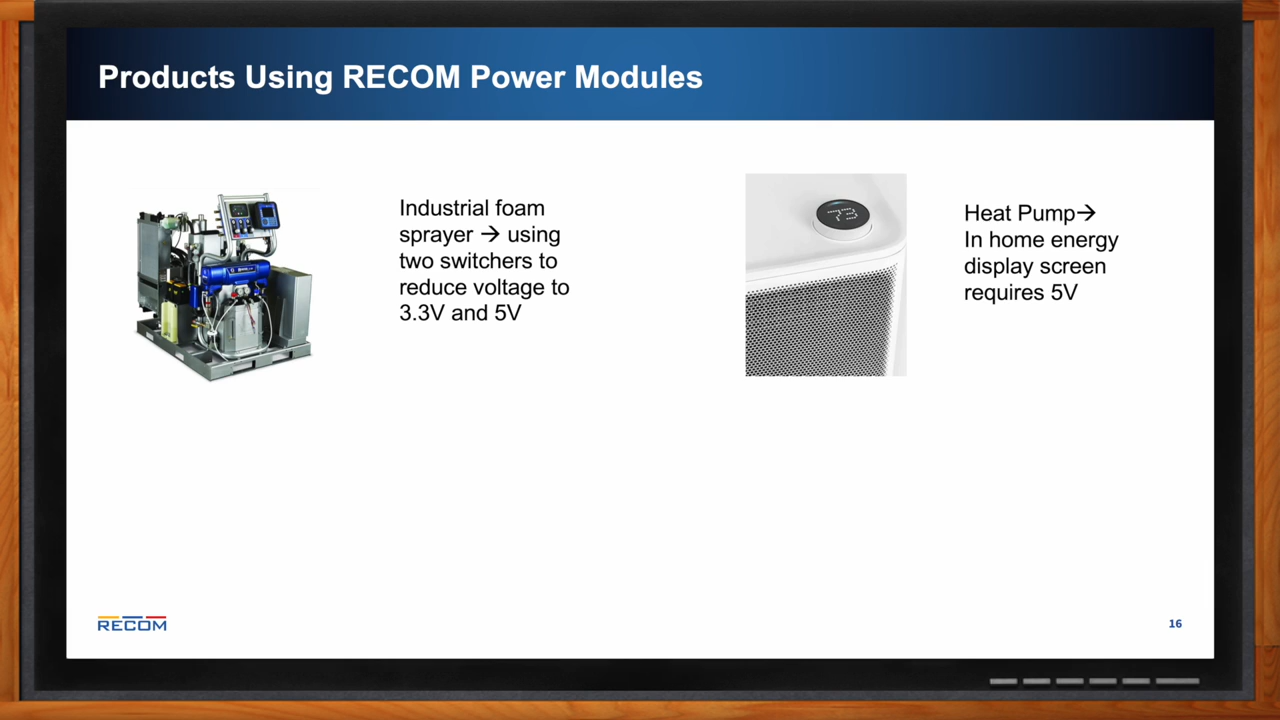 Products Using RECOM Power Modules
Industrial foam
sprayer → using
two switchers to
reduce voltage to
3.3V and 5V
73
Heat Pump→
In home energy
display screen
requires 5V
RECOM
16